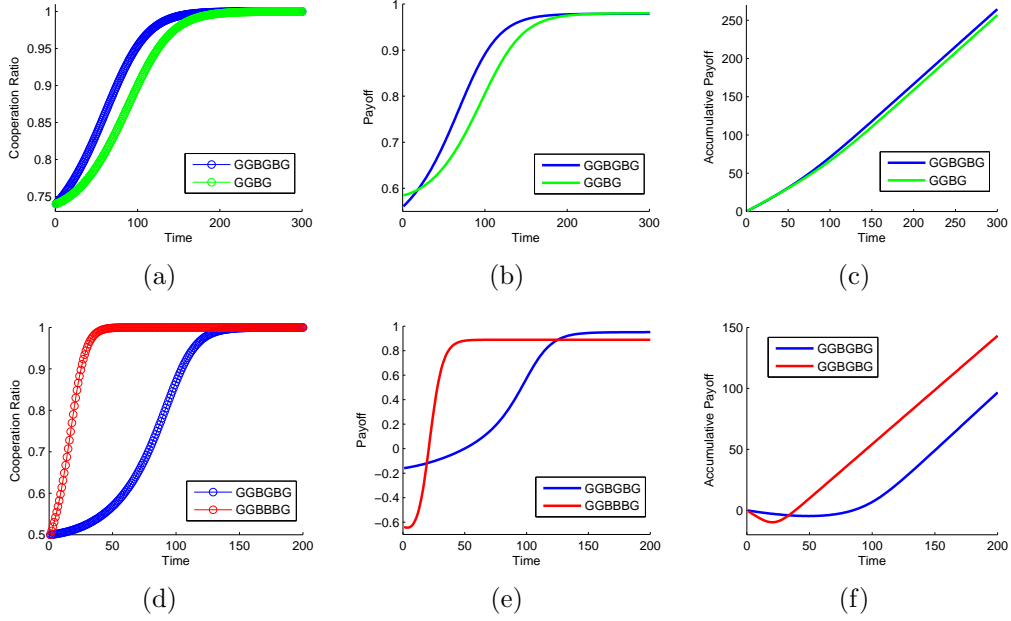 Cooperation Ratio
1
0.95
0.9
0.85
0.8
0.75
0 100 200 300
Time
GGBGBG
GGBG
(a)
Payoff
1
0.9
0.8
0.7
0.6
0 100 200 300
Time
GGBGBG
GGBG
(b)
Accumulative Payoff
250
200
150
100
50
0
0 50 100 150 200 250 300
Time
GGBGBG
GGBG
(c)
Cooperation Ratio
1
0.9
0.8
0.7
0.6
0.5
0 50 100 150 200
Time
GGBGBG
GGBBBG
(d)
Payoff
1
0.8
0.6
0.4
0.2
0
−0.2
−0.4
−0.6
0 50 100 150 200
Time
GGBGBG
GGBBBG
(e)
Accumulative Payoff
150
100
50
0
0 50 100 150 200
Time
GGBGBG
GGBGBG
(f)